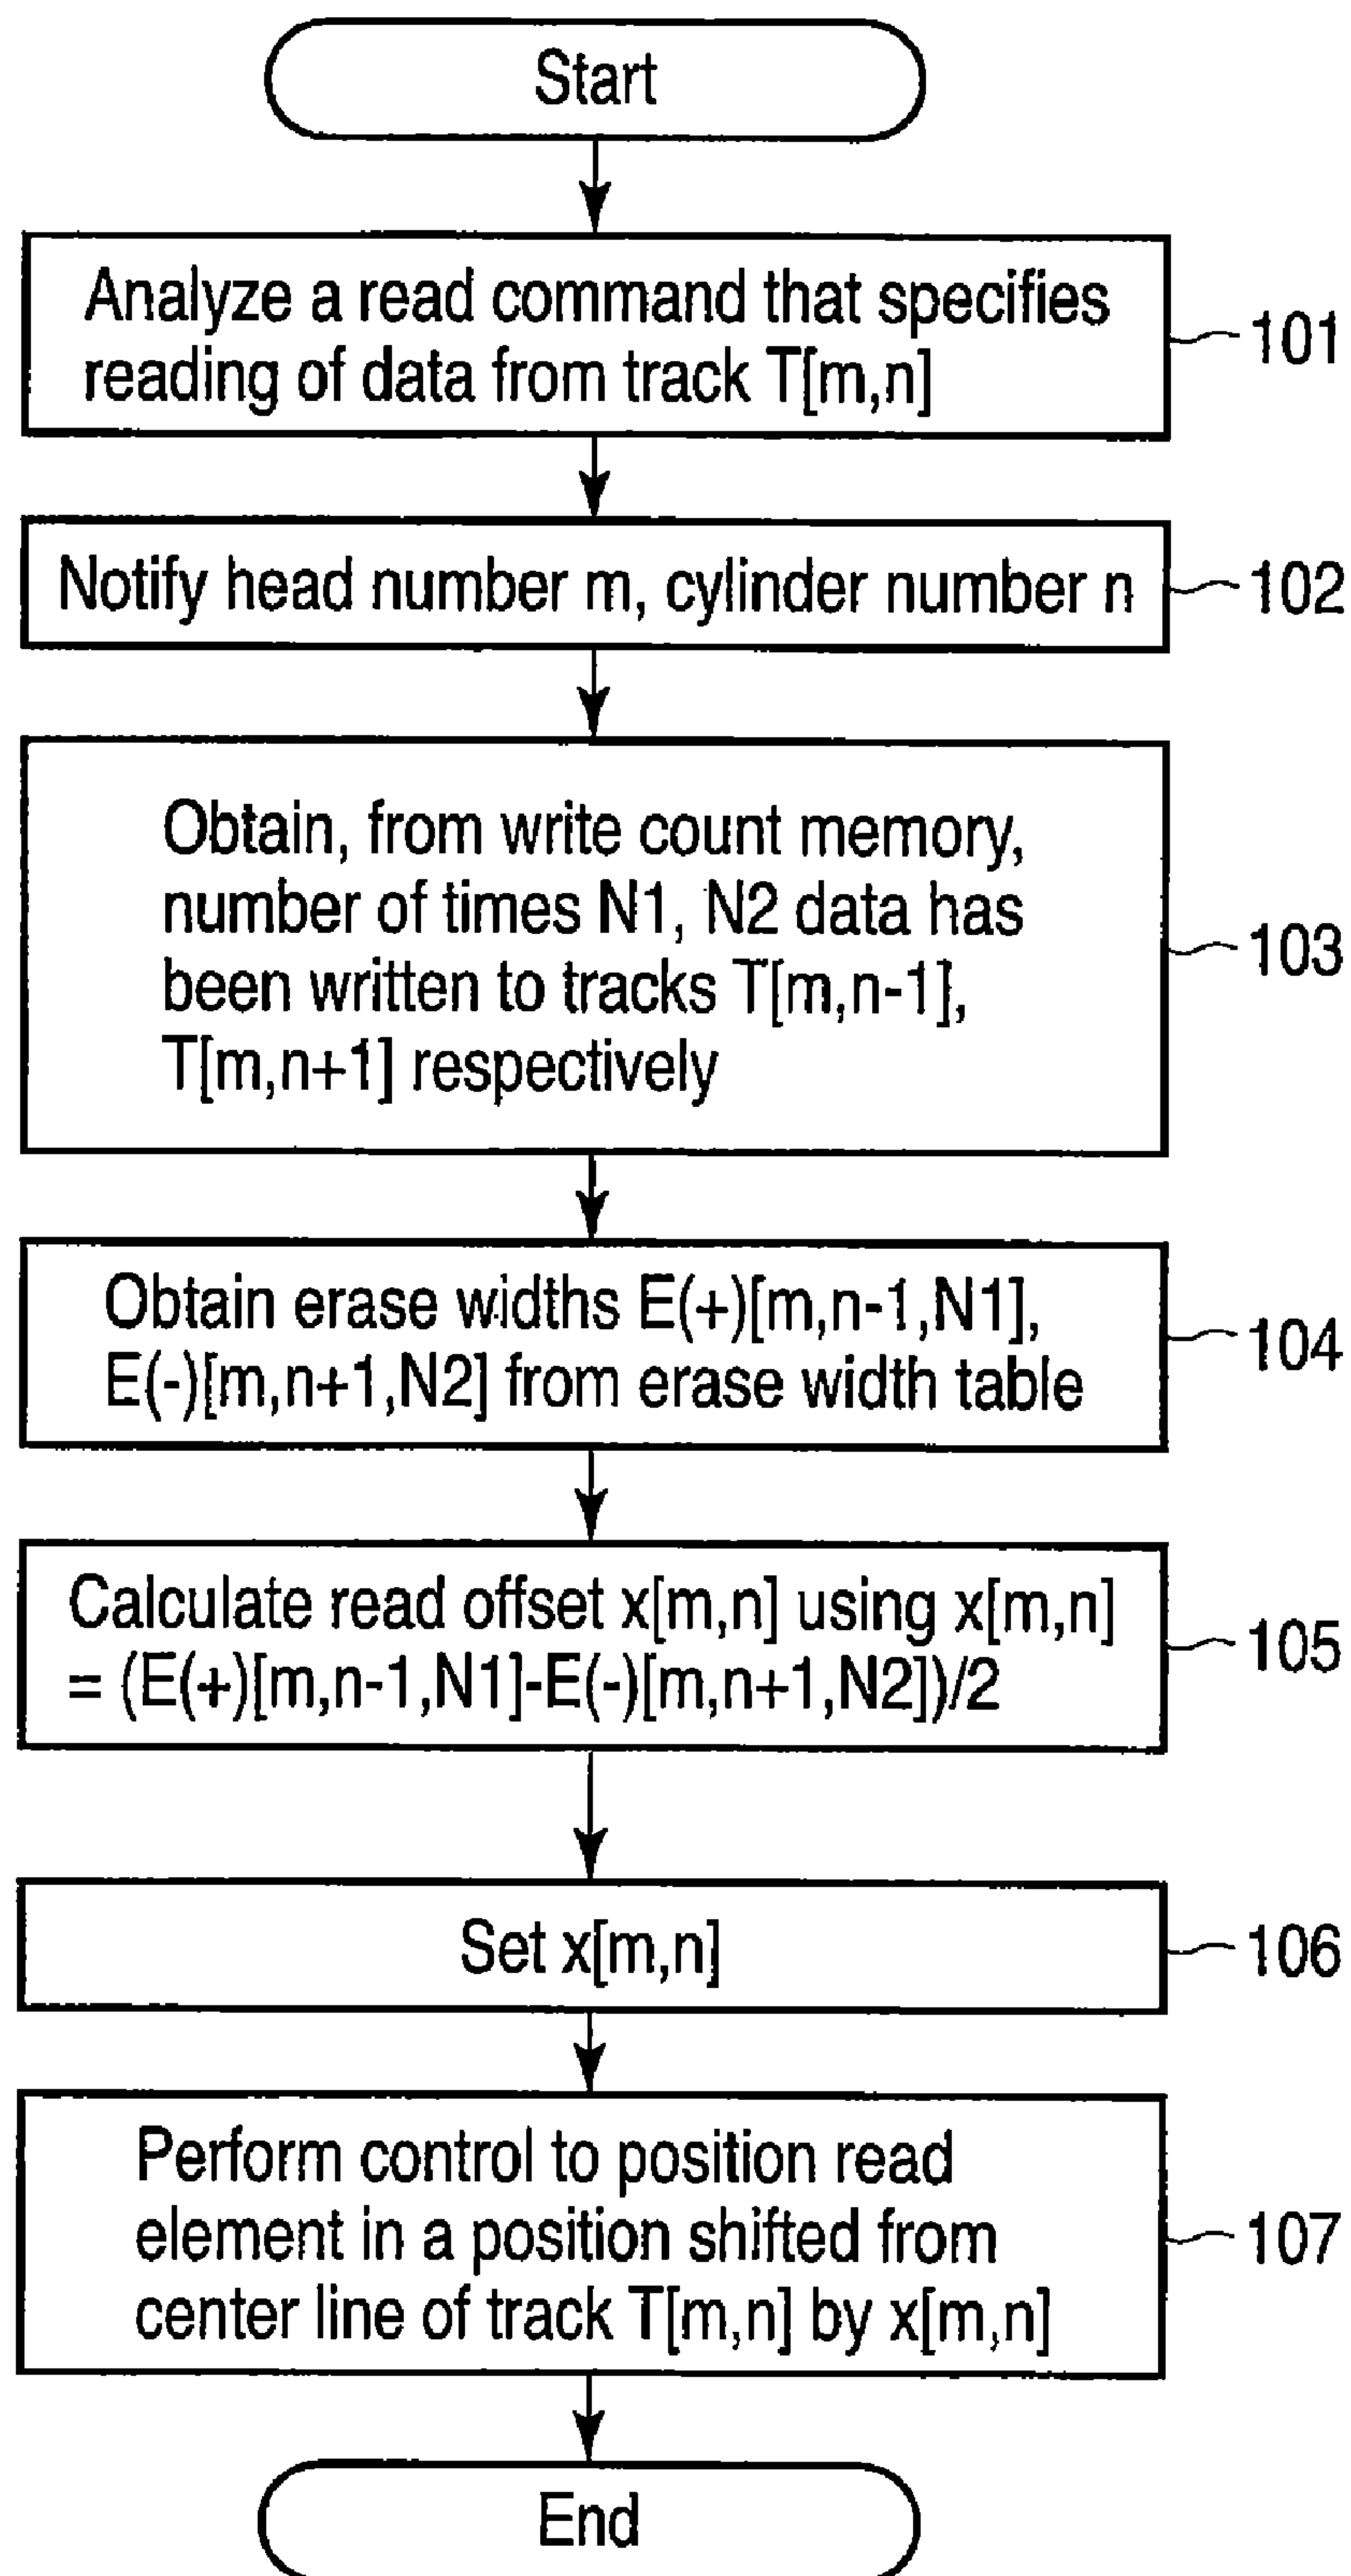 Start
Analyze a read command that specifies
reading of data from track T[m,n]
101
Notify head number m, cylinder number n
102
Obtain, from write count memory,
number of times N1, N2 data has
been written to tracks T[m,n-1],
T[m,n+1] respectively
103
Obtain erase widths E(+)[m,n-1,N1],
E(-)[m,n+1,N2] from erase width table
104
Calculate read offset x[m,n] using x[m,n]
= (E(+)[m,n-1,N1]-E(-)[m,n+1,N2])/2
105
Set x[m,n]
106
Perform control to position read
element in a position shifted from
center line of track T[m,n] by x[m,n]
107
End